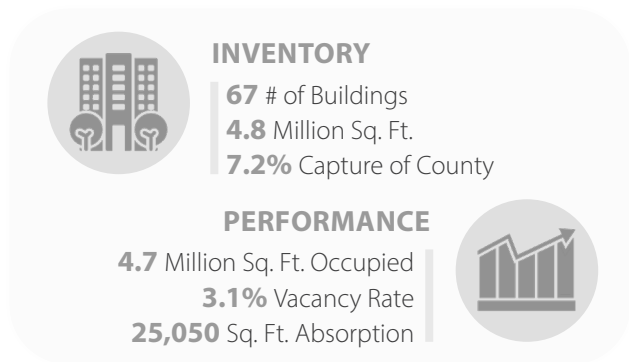 INVENTORY
67 # of Buildings
4.8 Million Sq. Ft.
7.2% Capture of County
PERFORMANCE
4.7 Million Sq. Ft. Occupied
3.1% Vacancy Rate
25,050 Sq. Ft. Absorption